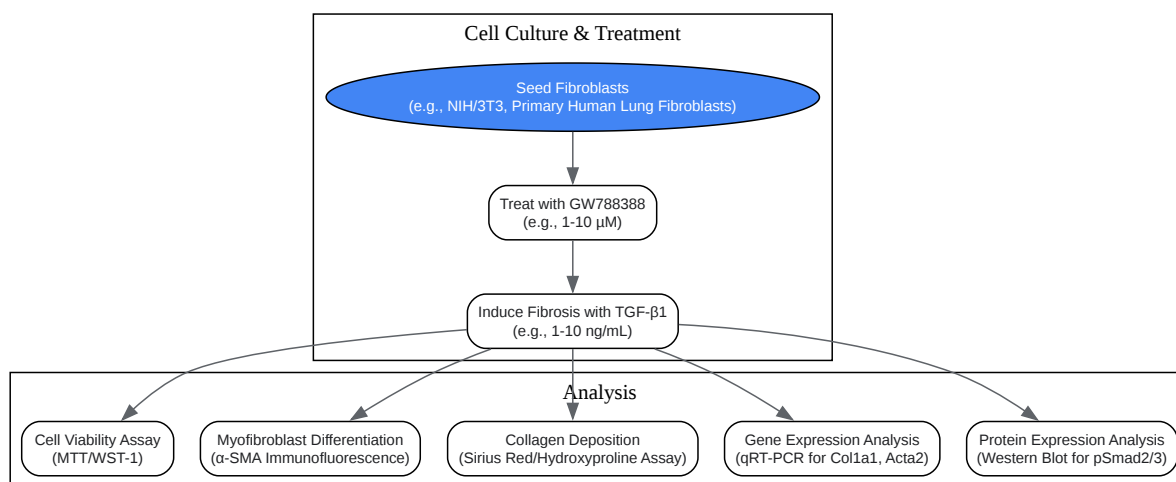 Cell Culture & Treatment
Seed Fibroblasts
(e.g., NIH/3T3, Primary Human Lung Fibroblasts)
Treat with GW788388
(e.g., 1-10 µM)
Induce Fibrosis with TGF-β1
(e.g., 1-10 ng/mL)
Analysis
Cell Viability Assay
(MTT/WST-1)
Myofibroblast Differentiation
(α-SMA Immunofluorescence)
Collagen Deposition
(Sirius Red/Hydroxyproline Assay)
Gene Expression Analysis
(qRT-PCR for Col1a1, Acta2)
Protein Expression Analysis
(Western Blot for pSmad2/3)